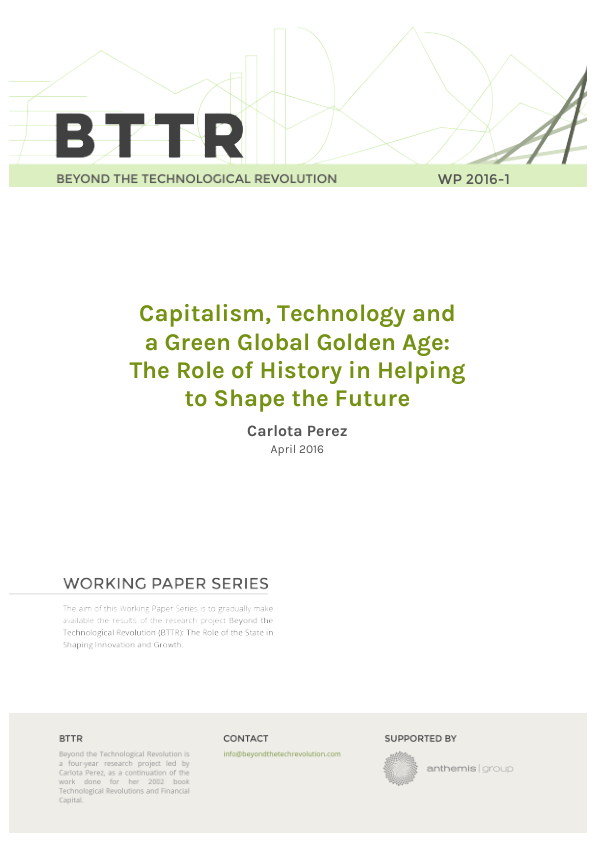 BTTR
BEYOND THE TECHNOLOGICAL REVOLUTION
WP 2016-1
Capitalism, Technology and
a Green Global Golden Age:
The Role of History in Helping
to Shape the Future
Carlota Perez
April 2016
WORKING PAPER SERIES
The aim of this Working Paper Series is to gradually make
available the results of the research project Beyond the
Technological Revolution (BTTR): The Role of the State in
Shaping Innovation and Growth.
BTTR
Beyond the Technological Revolution is
a four-year research project led by
Carlota Perez, as a continuation of the
work done for her 2002 book
Technological Revolutions and Financial
Capital.
CONTACT
info@beyondthetechrevolution.com
SUPPORTED BY
anthemis|group